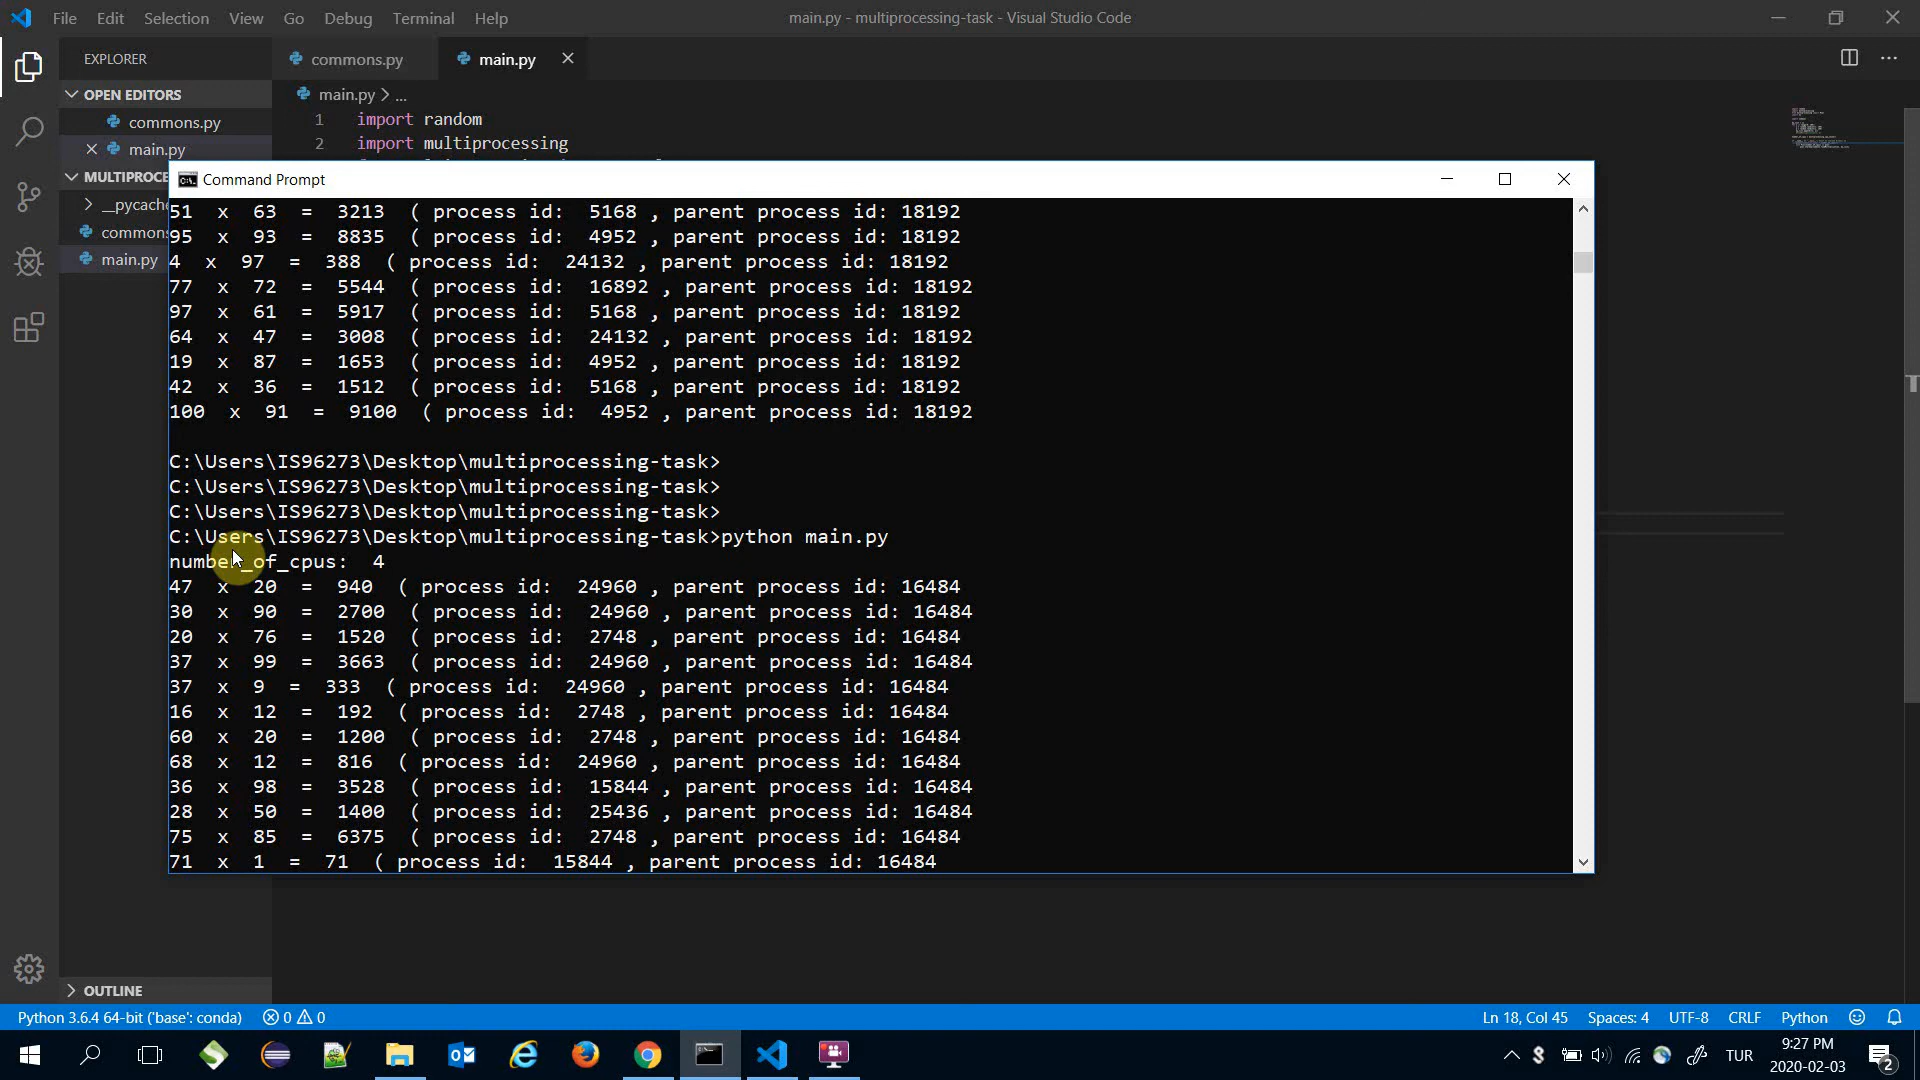 File Edit Selection View Go Debug Terminal Help
main.py - multiprocessing-task - Visual Studio Code
EXPLORER
commons.py
main.py
OPEN EDITORS
commons.py
main.py
MULTIPROCE
__pycache
commons
main.py
OUTLINE
main.py > ...
1 import random
2 import multiprocessing
Command Prompt
51 x 63 = 3213 ( process id: 5168 , parent process id: 18192
95 x 93 = 8835 ( process id: 4952 , parent process id: 18192
4 x 97 = 388 ( process id: 24132 , parent process id: 18192
77 x 72 = 5544 ( process id: 16892 , parent process id: 18192
97 x 61 = 5917 ( process id: 5168 , parent process id: 18192
64 x 47 = 3008 ( process id: 24132 , parent process id: 18192
19 x 87 = 1653 ( process id: 4952 , parent process id: 18192
42 x 36 = 1512 ( process id: 5168 , parent process id: 18192
100 x 91 = 9100 ( process id: 4952 , parent process id: 18192
C:\Users\IS96273\Desktop\multiprocessing-task>
C:\Users\IS96273\Desktop\multiprocessing-task>
C:\Users\IS96273\Desktop\multiprocessing-task>
C:\Users\IS96273\Desktop\multiprocessing-task>python main.py
number_of_cpus: 4
47 x 20 = 940 ( process id: 24960 , parent process id: 16484
30 x 90 = 2700 ( process id: 24960 , parent process id: 16484
20 x 76 = 1520 ( process id: 2748 , parent process id: 16484
37 x 99 = 3663 ( process id: 24960 , parent process id: 16484
37 x 9 = 333 ( process id: 24960 , parent process id: 16484
16 x 12 = 192 ( process id: 2748 , parent process id: 16484
60 x 20 = 1200 ( process id: 2748 , parent process id: 16484
68 x 12 = 816 ( process id: 24960 , parent process id: 16484
36 x 98 = 3528 ( process id: 15844 , parent process id: 16484
28 x 50 = 1400 ( process id: 25436 , parent process id: 16484
75 x 85 = 6375 ( process id: 2748 , parent process id: 16484
71 x 1 = 71 ( process id: 15844 , parent process id: 16484
Python 3.6.4 64-bit ('base': conda) 0 0
Ln 18, Col 45 Spaces: 4 UTF-8 CRLF Python
TUR
9:27 PM
2020-02-03
2